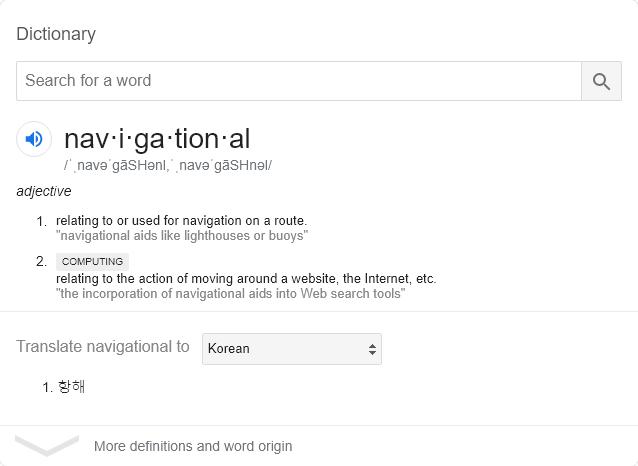 Dictionary
Search for a word
nav·i·ga·tion·al
/ˈˌnavəˈɡāSHənl,ˈˌnavəˈɡāSHnəl/
adjective
1. relating to or used for navigation on a route.
"navigational aids like lighthouses or buoys"
2. COMPUTING
relating to the action of moving around a website, the Internet, etc.
"the incorporation of navigational aids into Web search tools"
Translate navigational to Korean
1. 항해
More definitions and word origin